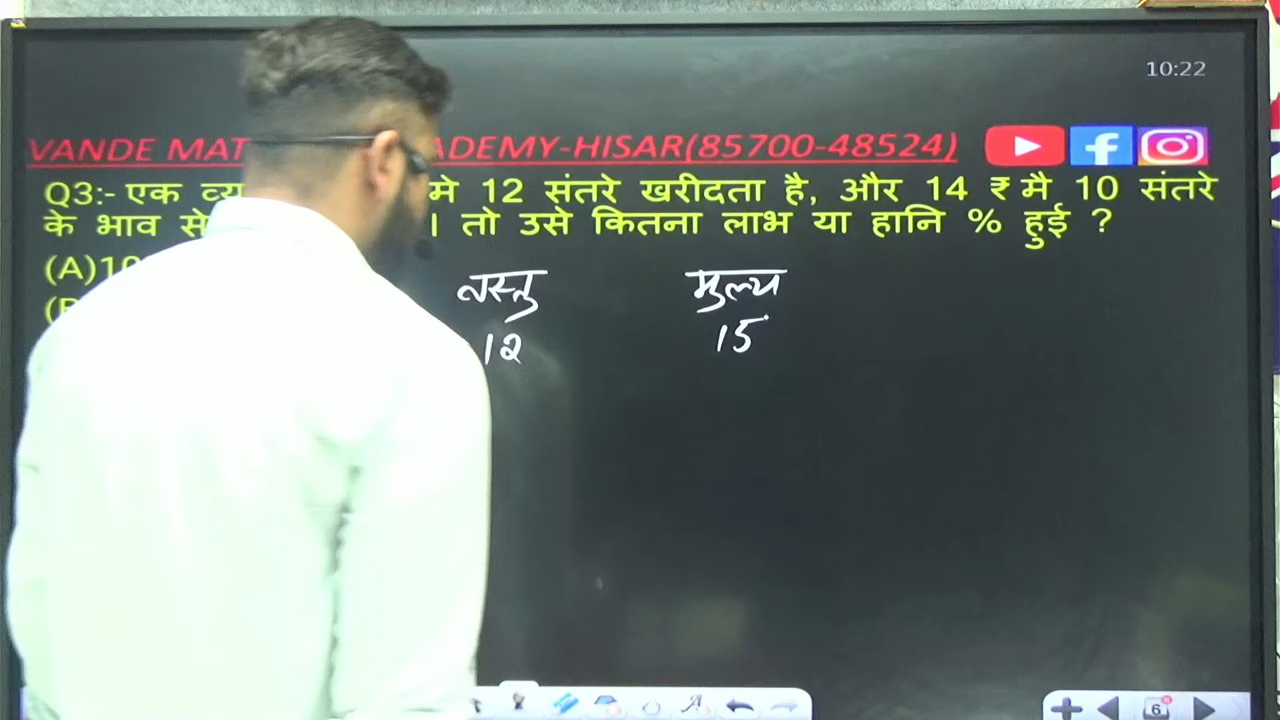 10:22
VANDE MAT ADEMY-HISAR(85700-48524)
Q3:- एक व्य मे 12 संतरे खरीदता है, और 14 ₹ मै 10 संतरे
के भाव से । तो उसे कितना लाभ या हानि % हुई ?
(A)10
वस्तु मुल्य
12 15
6